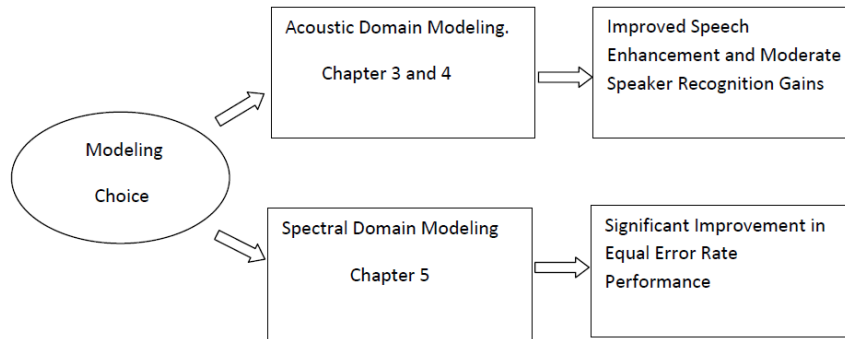 Modeling
Choice
Acoustic Domain Modeling.
Chapter 3 and 4
Improved Speech
Enhancement and Moderate
Speaker Recognition Gains
Spectral Domain Modeling
Chapter 5
Significant Improvement in
Equal Error Rate
Performance